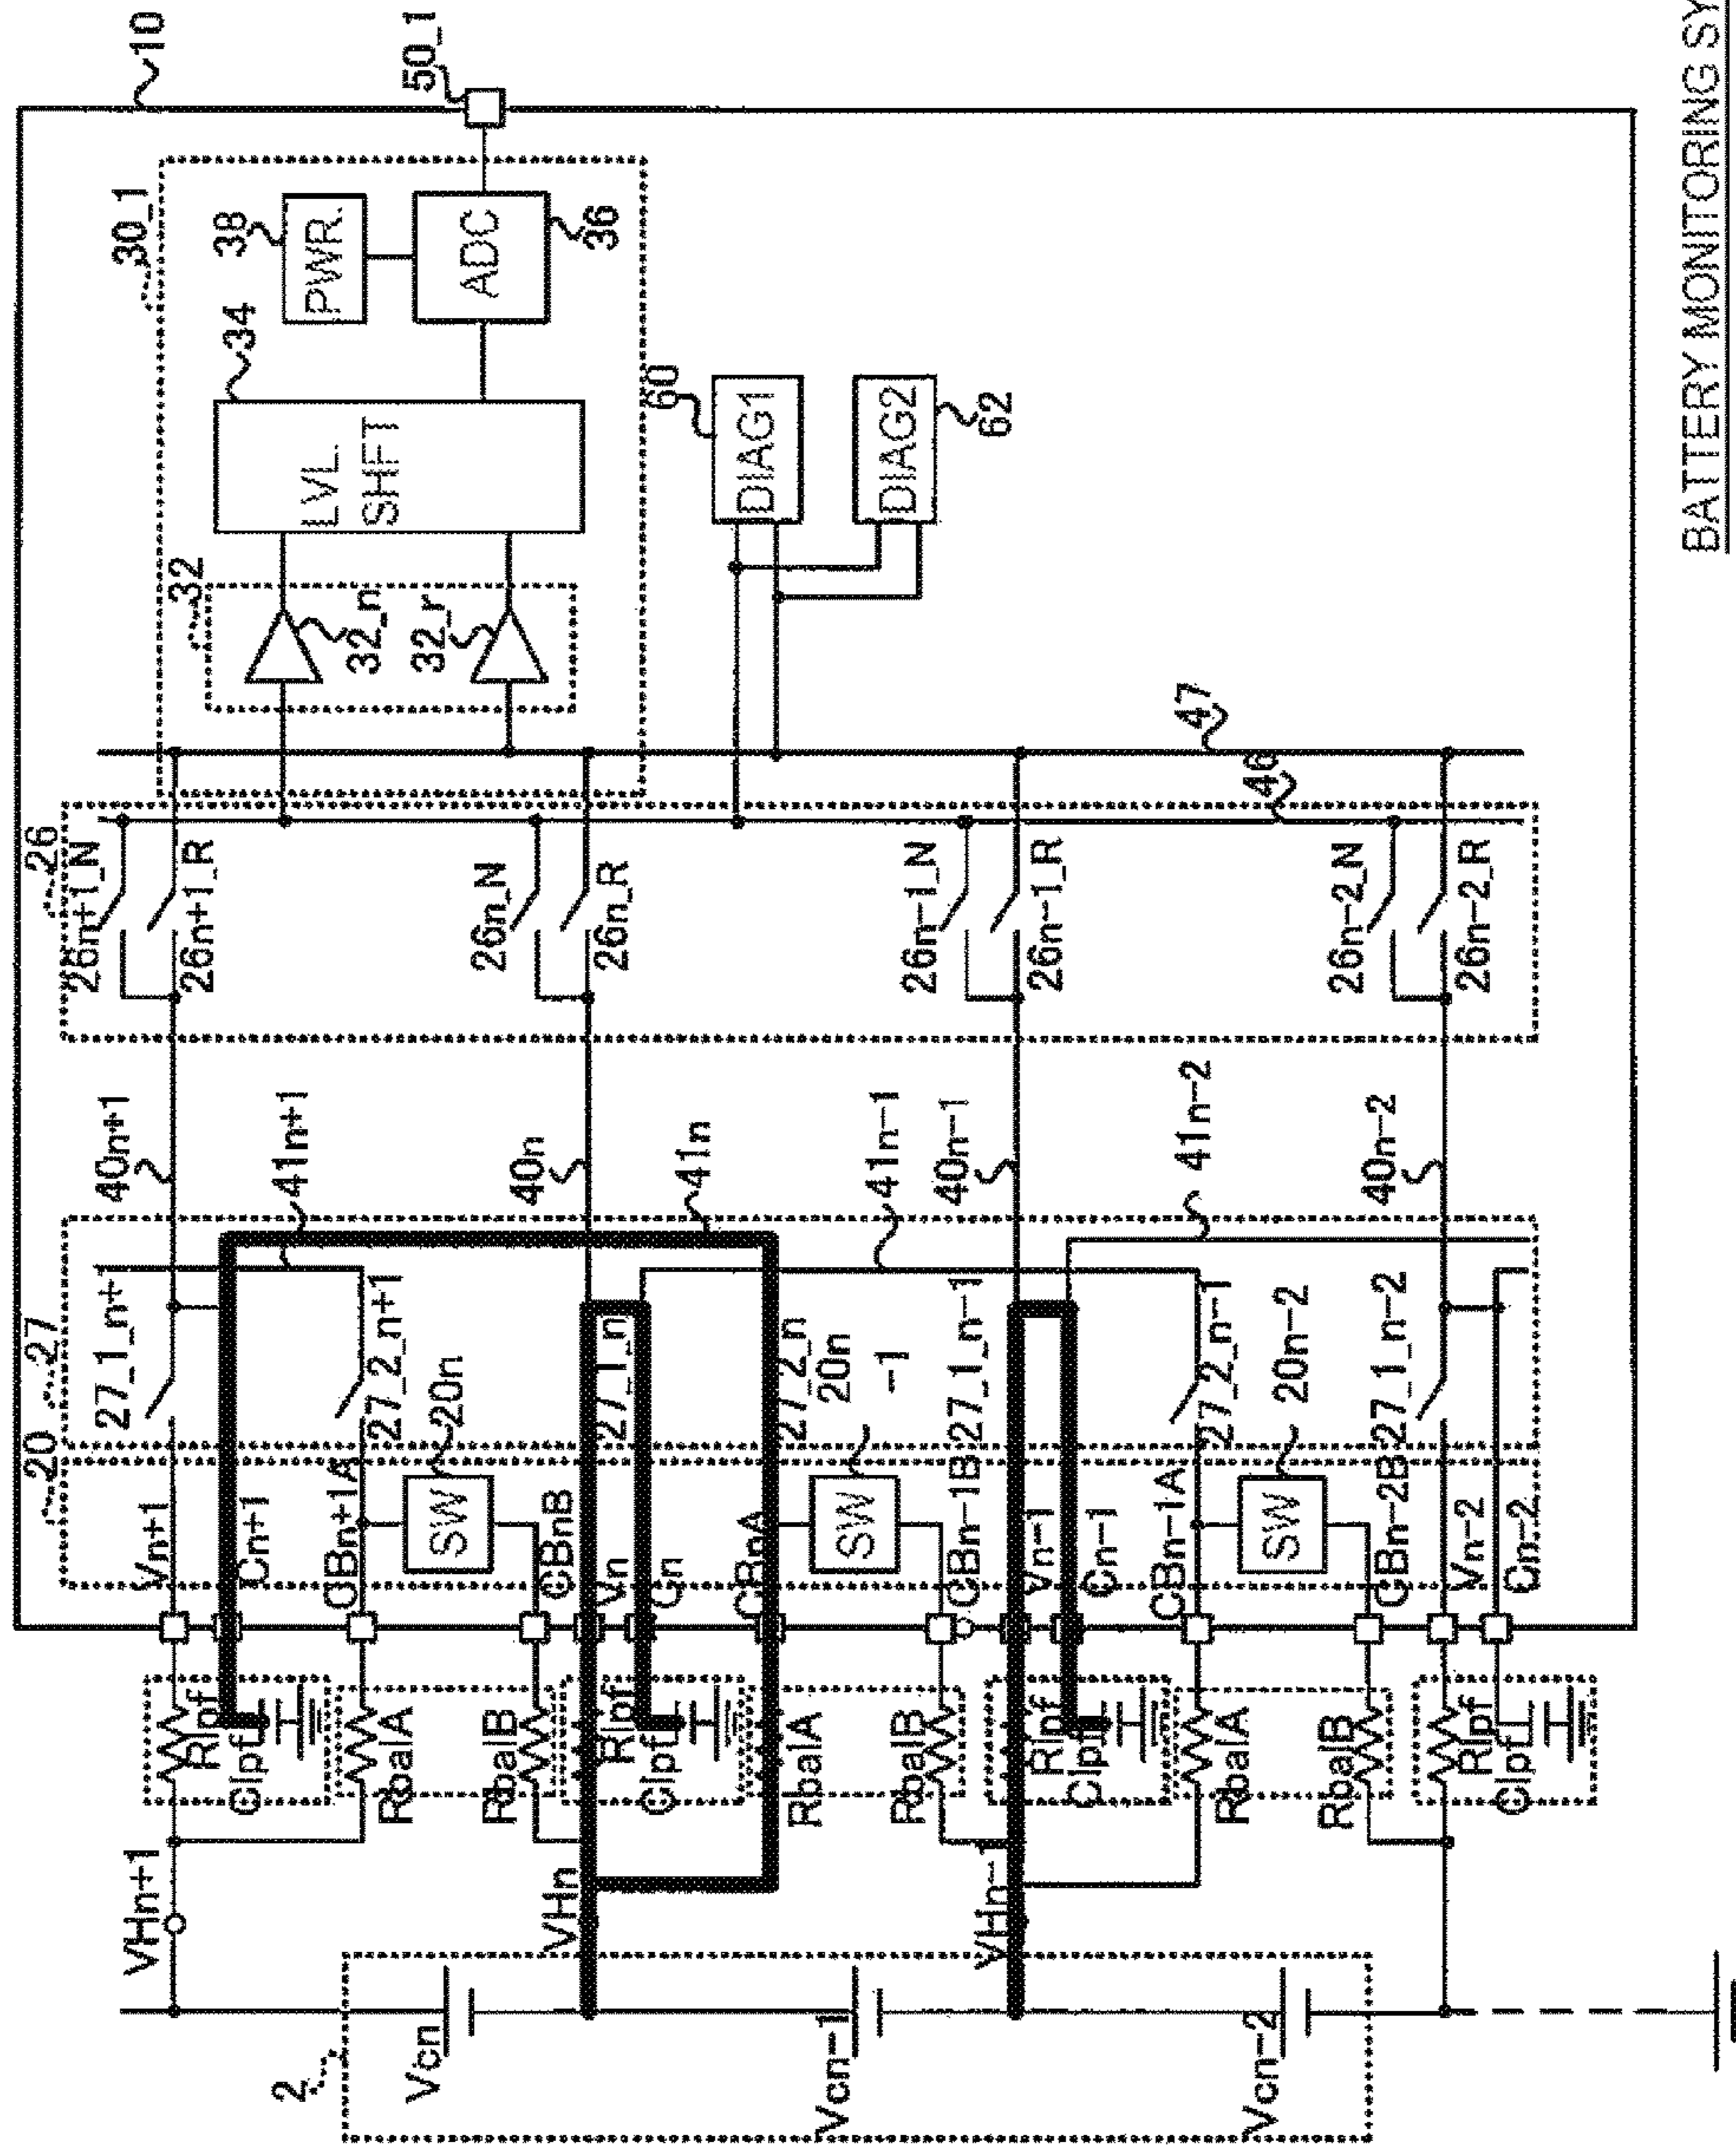 10
50_1
30_1
38
PWR.
ADC
36
34
LVL
SHFT
32
32_n
32_r
60
DIAG1
DIAG2
62
47
46
26
26n+1_N
26n+1_R
26n_N
26n_R
26n-1_N
26n-1_R
26n-2_N
26n-2_R
40n+1
41n+1
40n
41n
41n-1
40n-1
41n-2
40n-2
20
27
27_1_n+1
27_2_n+1
20n
27_1_n
27_2_n
20n
-1
27_1_n-1
27_2_n-1
20n-2
27_1_n-2
Vn+1
Cn+1
CBn+1A
SW
CBnB
Vn
Cn
CBnA
SW
CBn-1B
Vn-1
Cn-1
CBn-1A
SW
CBn-2B
Vn-2
Cn-2
Rlpf
Clpf
RbalA
RbalB
Rlpf
Clpf
RbalA
RbalB
Rlpf
Clpf
RbalA
RbalB
Rlpf
Clpf
VHn+1
VHn
VHn-1
2
Vcn
Vcn-1
Vcn-2
BATTERY MONITORING SY